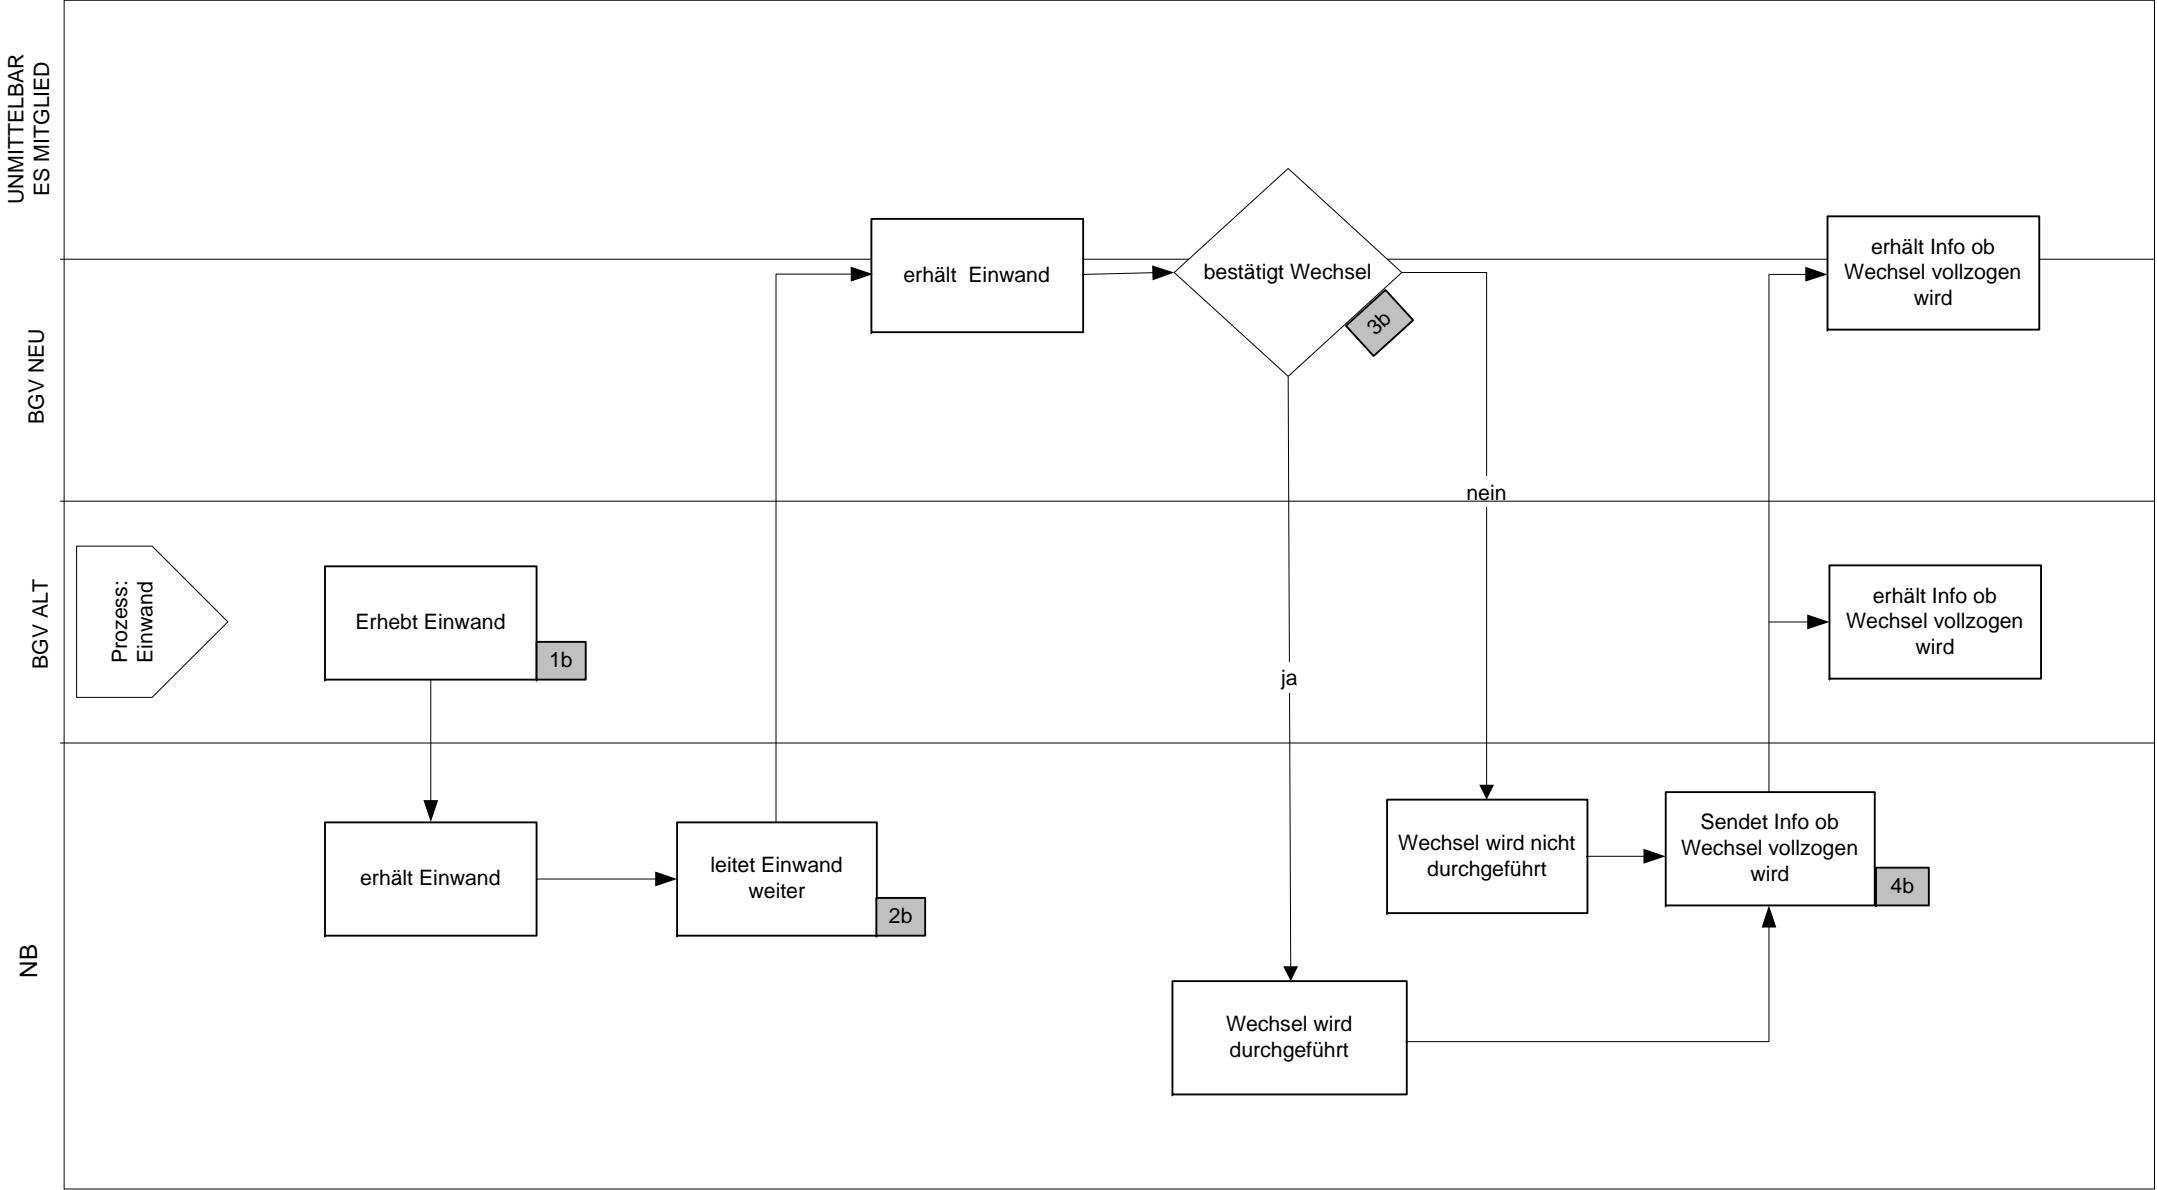 UNMITTELBAR
ES MITGLIED
BGV NEU
BGV ALT
NB
Prozess:
Einwand
Erhebt Einwand
1b
erhält Einwand
leitet Einwand
weiter
2b
erhält  Einwand
bestätigt Wechsel
3b
nein
ja
Wechsel wird nicht
durchgeführt
Wechsel wird
durchgeführt
Sendet Info ob
Wechsel vollzogen
wird
4b
erhält Info ob
Wechsel vollzogen
wird
erhält Info ob
Wechsel vollzogen
wird